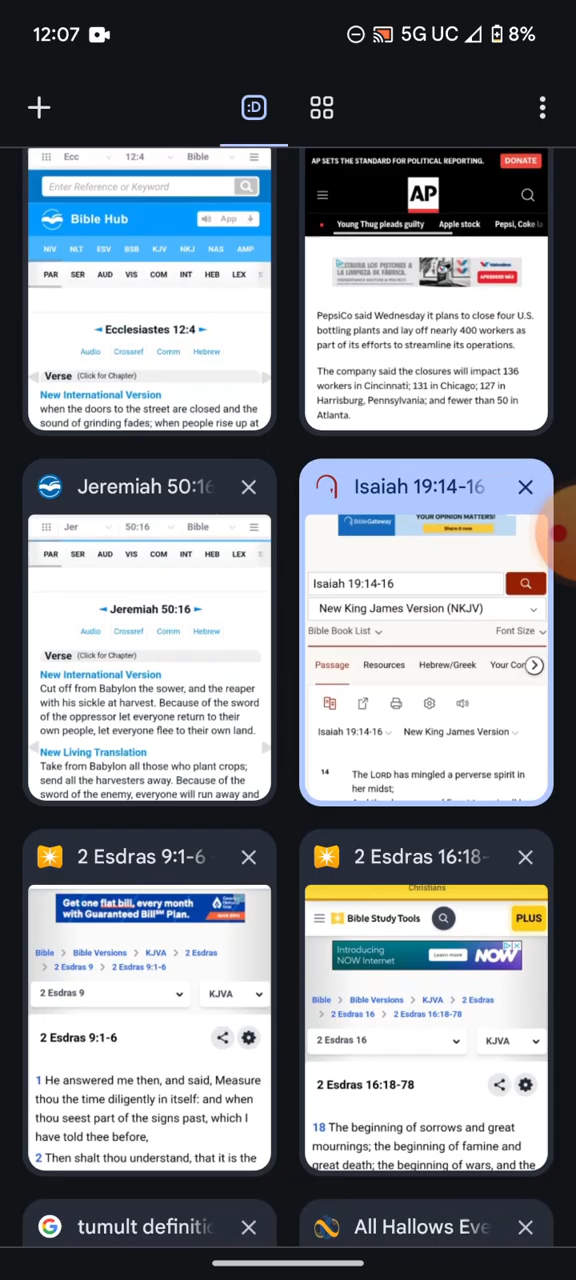 12:07
5G UC
8%
:D
Ecc
12:4
Bible
Enter Reference or Keyword
Bible Hub
App
NIV NLT ESV BSB KJV NKJ NAS AMP
PAR SER AUD VIS COM INT HEB LEX
Ecclesiastes 12:4
Audio Crossref Comm Hebrew
Verse (Click for Chapter)
New International Version
when the doors to the street are closed and the
sound of grinding fades; when people rise up at
AP SETS THE STANDARD FOR POLITICAL REPORTING.
DONATE
AP
Young Thug pleads guilty Apple stock Pepsi, Coke la
A LA LIMPIEZA DE FÁBRICA.
Valvoline
PepsiCo said Wednesday it plans to close four U.S.
bottling plants and lay off nearly 400 workers as
part of its efforts to streamline its operations.
The company said the closures will impact 136
workers in Cincinnati; 131 in Chicago; 127 in
Harrisburg, Pennsylvania; and fewer than 50 in
Atlanta.
Jeremiah 50:16
Jer
50:16
Bible
PAR SER AUD VIS COM INT HEB LEX
Jeremiah 50:16
Audio Crossref Comm Hebrew
Verse (Click for Chapter)
New International Version
Cut off from Babylon the sower, and the reaper
with his sickle at harvest. Because of the sword
of the oppressor let everyone return to their
own people, let everyone flee to their own land.
New Living Translation
Take from Babylon all those who plant crops;
send all the harvesters away. Because of the
sword of the enemy, everyone will run away and
Isaiah 19:14-16
BibleGateway
YOUR OPINION MATTERS!
Share it now
Isaiah 19:14-16
New King James Version (NKJV)
Bible Book List
Font Size
Passage Resources Hebrew/Greek Your Con
Isaiah 19:14-16
New King James Version
14 The LORD has mingled a perverse spirit in
her midst;
2 Esdras 9:1-6
Get one flat bill, every month
with Guaranteed Bill℠ Plan.
Bible > Bible Versions > KJVA > 2 Esdras
> 2 Esdras 9 > 2 Esdras 9:1-6
2 Esdras 9
KJVA
2 Esdras 9:1-6
1 He answered me then, and said, Measure
thou the time diligently in itself: and when
thou seest part of the signs past, which I
have told thee before,
2 Then shalt thou understand, that it is the
2 Esdras 16:18-
Christians
Bible Study Tools
PLUS
Introducing
NOW Internet
Learn more
NOW
Bible > Bible Versions > KJVA > 2 Esdras
> 2 Esdras 16 > 2 Esdras 16:18-78
2 Esdras 16
KJVA
2 Esdras 16:18-78
18 The beginning of sorrows and great
mournings; the beginning of famine and
great death; the beginning of wars, and the
tumult definitic
All Hallows Eve